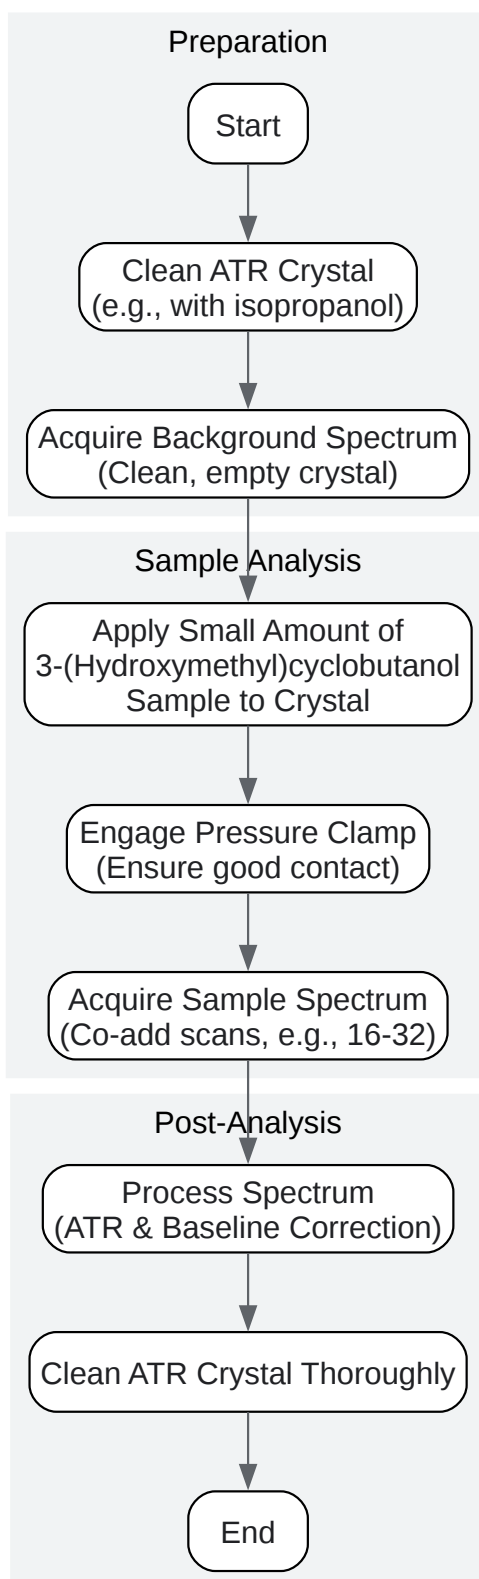 Preparation
Start
Clean ATR Crystal
(e.g., with isopropanol)
Acquire Background Spectrum
(Clean, empty crystal)
Sample Analysis
Apply Small Amount of
3-(Hydroxymethyl)cyclobutanol
Sample to Crystal
Engage Pressure Clamp
(Ensure good contact)
Acquire Sample Spectrum
(Co-add scans, e.g., 16-32)
Post-Analysis
Process Spectrum
(ATR & Baseline Correction)
Clean ATR Crystal Thoroughly
End